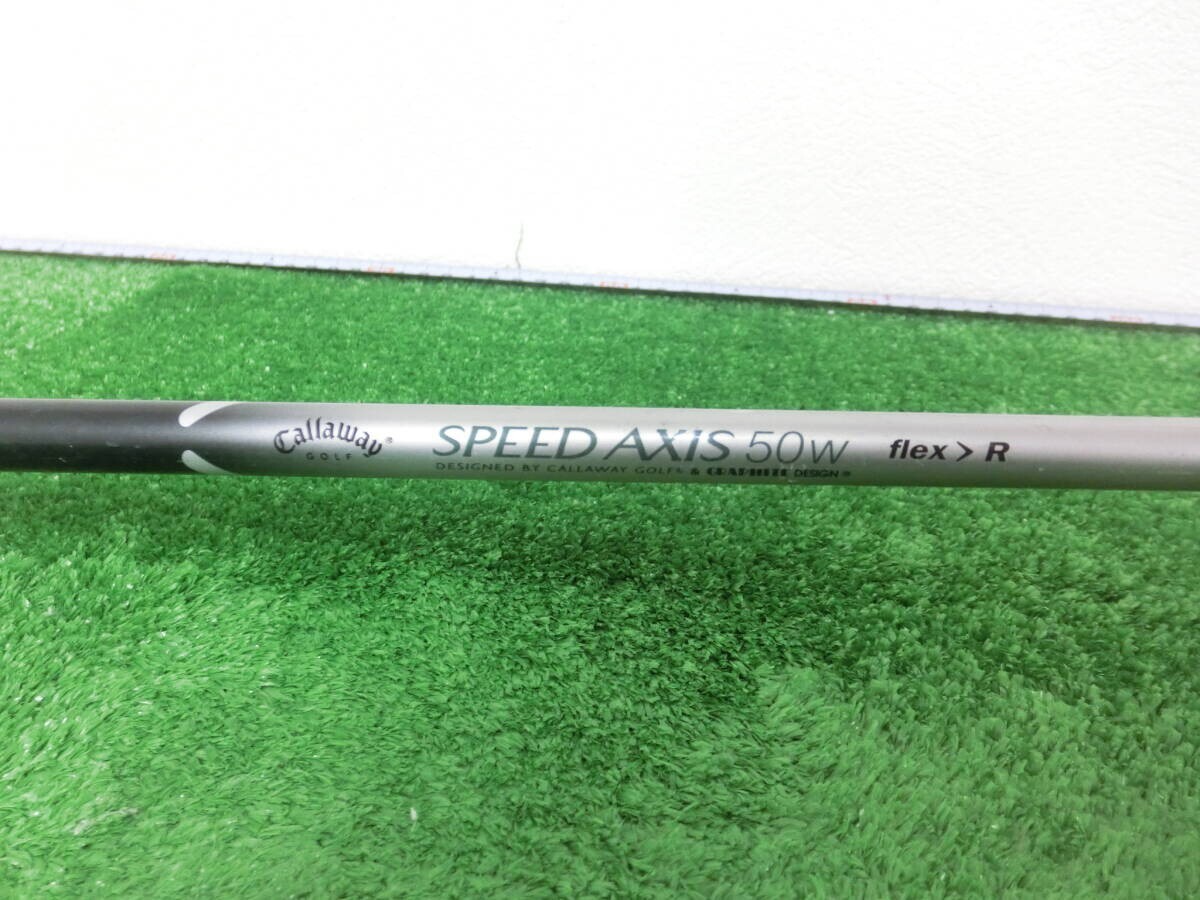 Callaway® SPEED AXIS 50W flex > R
GOLF DESIGNED BY CALLAWAY GOLF® & GRAPHITE DESIGN®